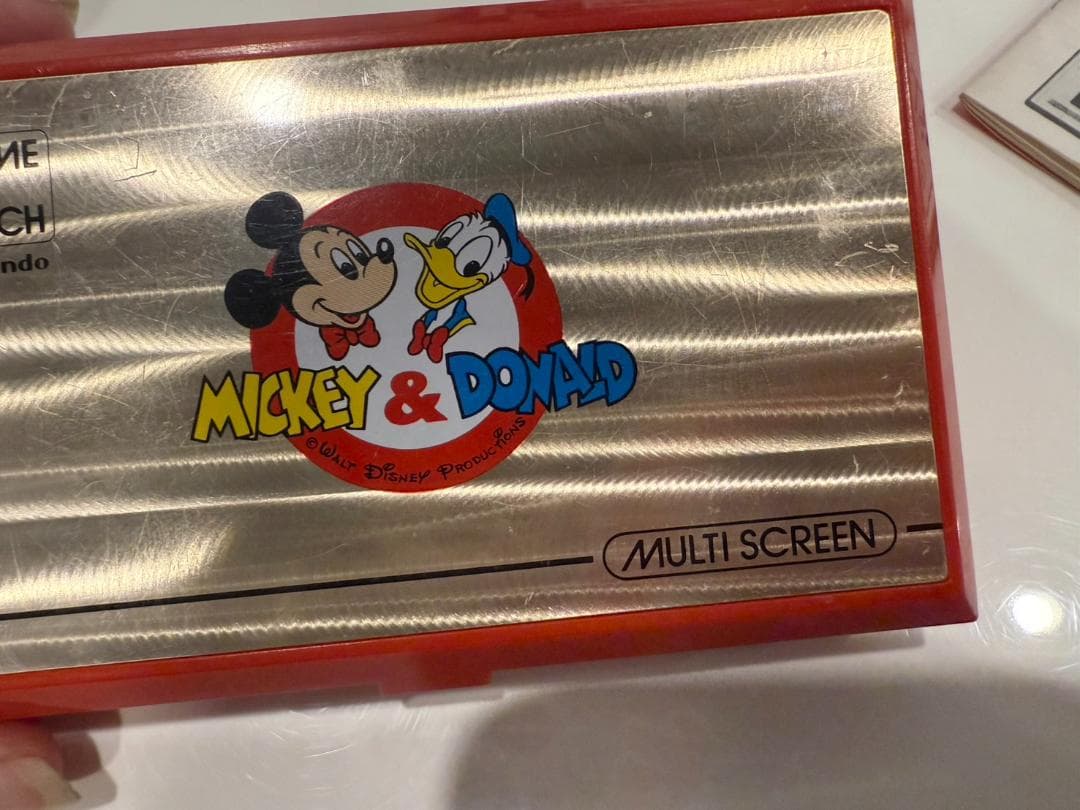 ME
CH
ndo
MICKEY & DONALD
© WALT DISNEY PRODUCTIONS
MULTI SCREEN